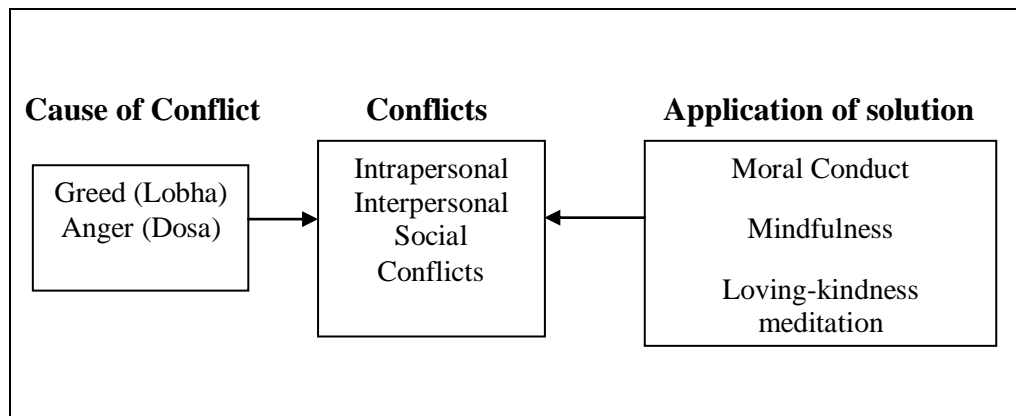 Cause of Conflict
Greed (Lobha)
Anger (Dosa)
Conflicts
Intrapersonal
Interpersonal
Social
Conflicts
Application of solution
Moral Conduct
Mindfulness
Loving-kindness
meditation